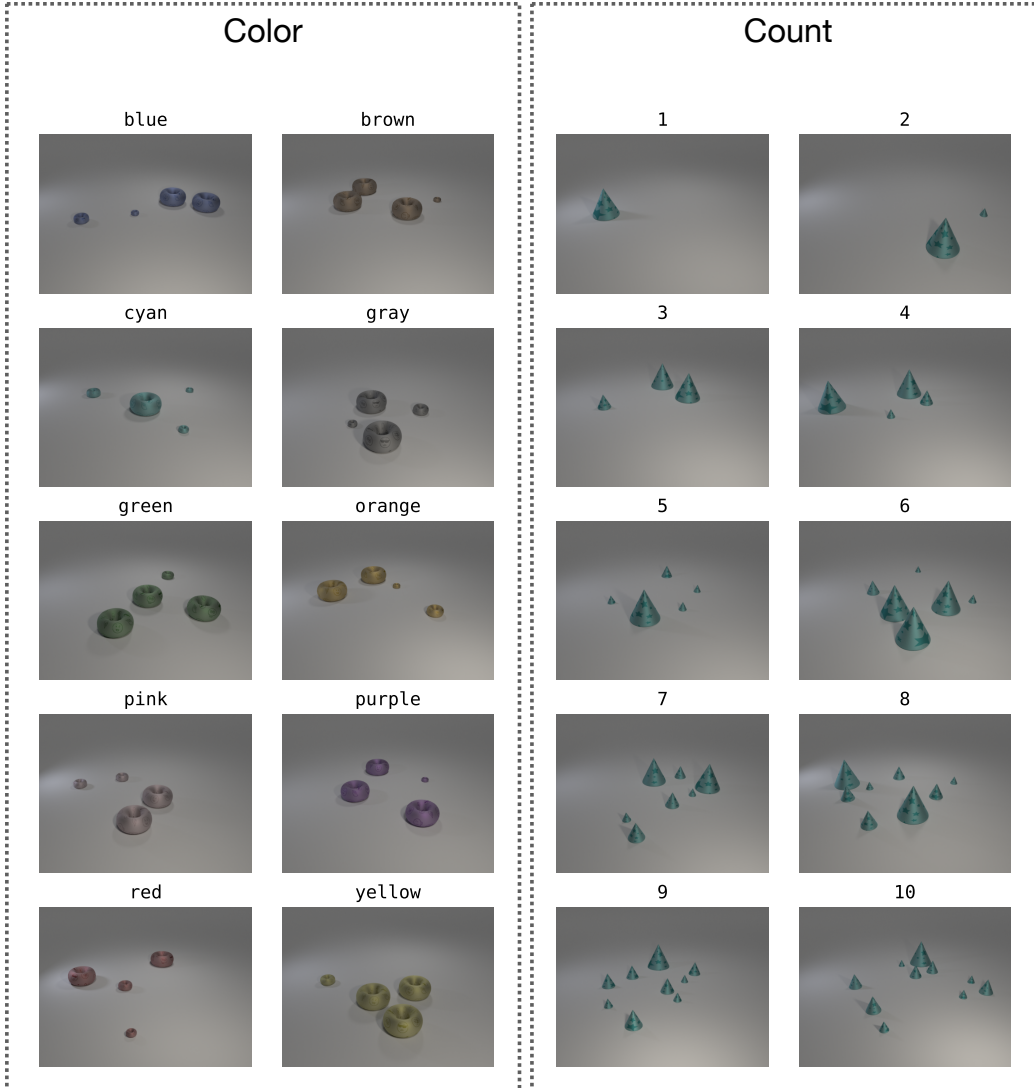 Color
blue
brown
cyan
gray
green
orange
pink
purple
red
yellow
Count
1
2
3
4
5
6
7
8
9
10